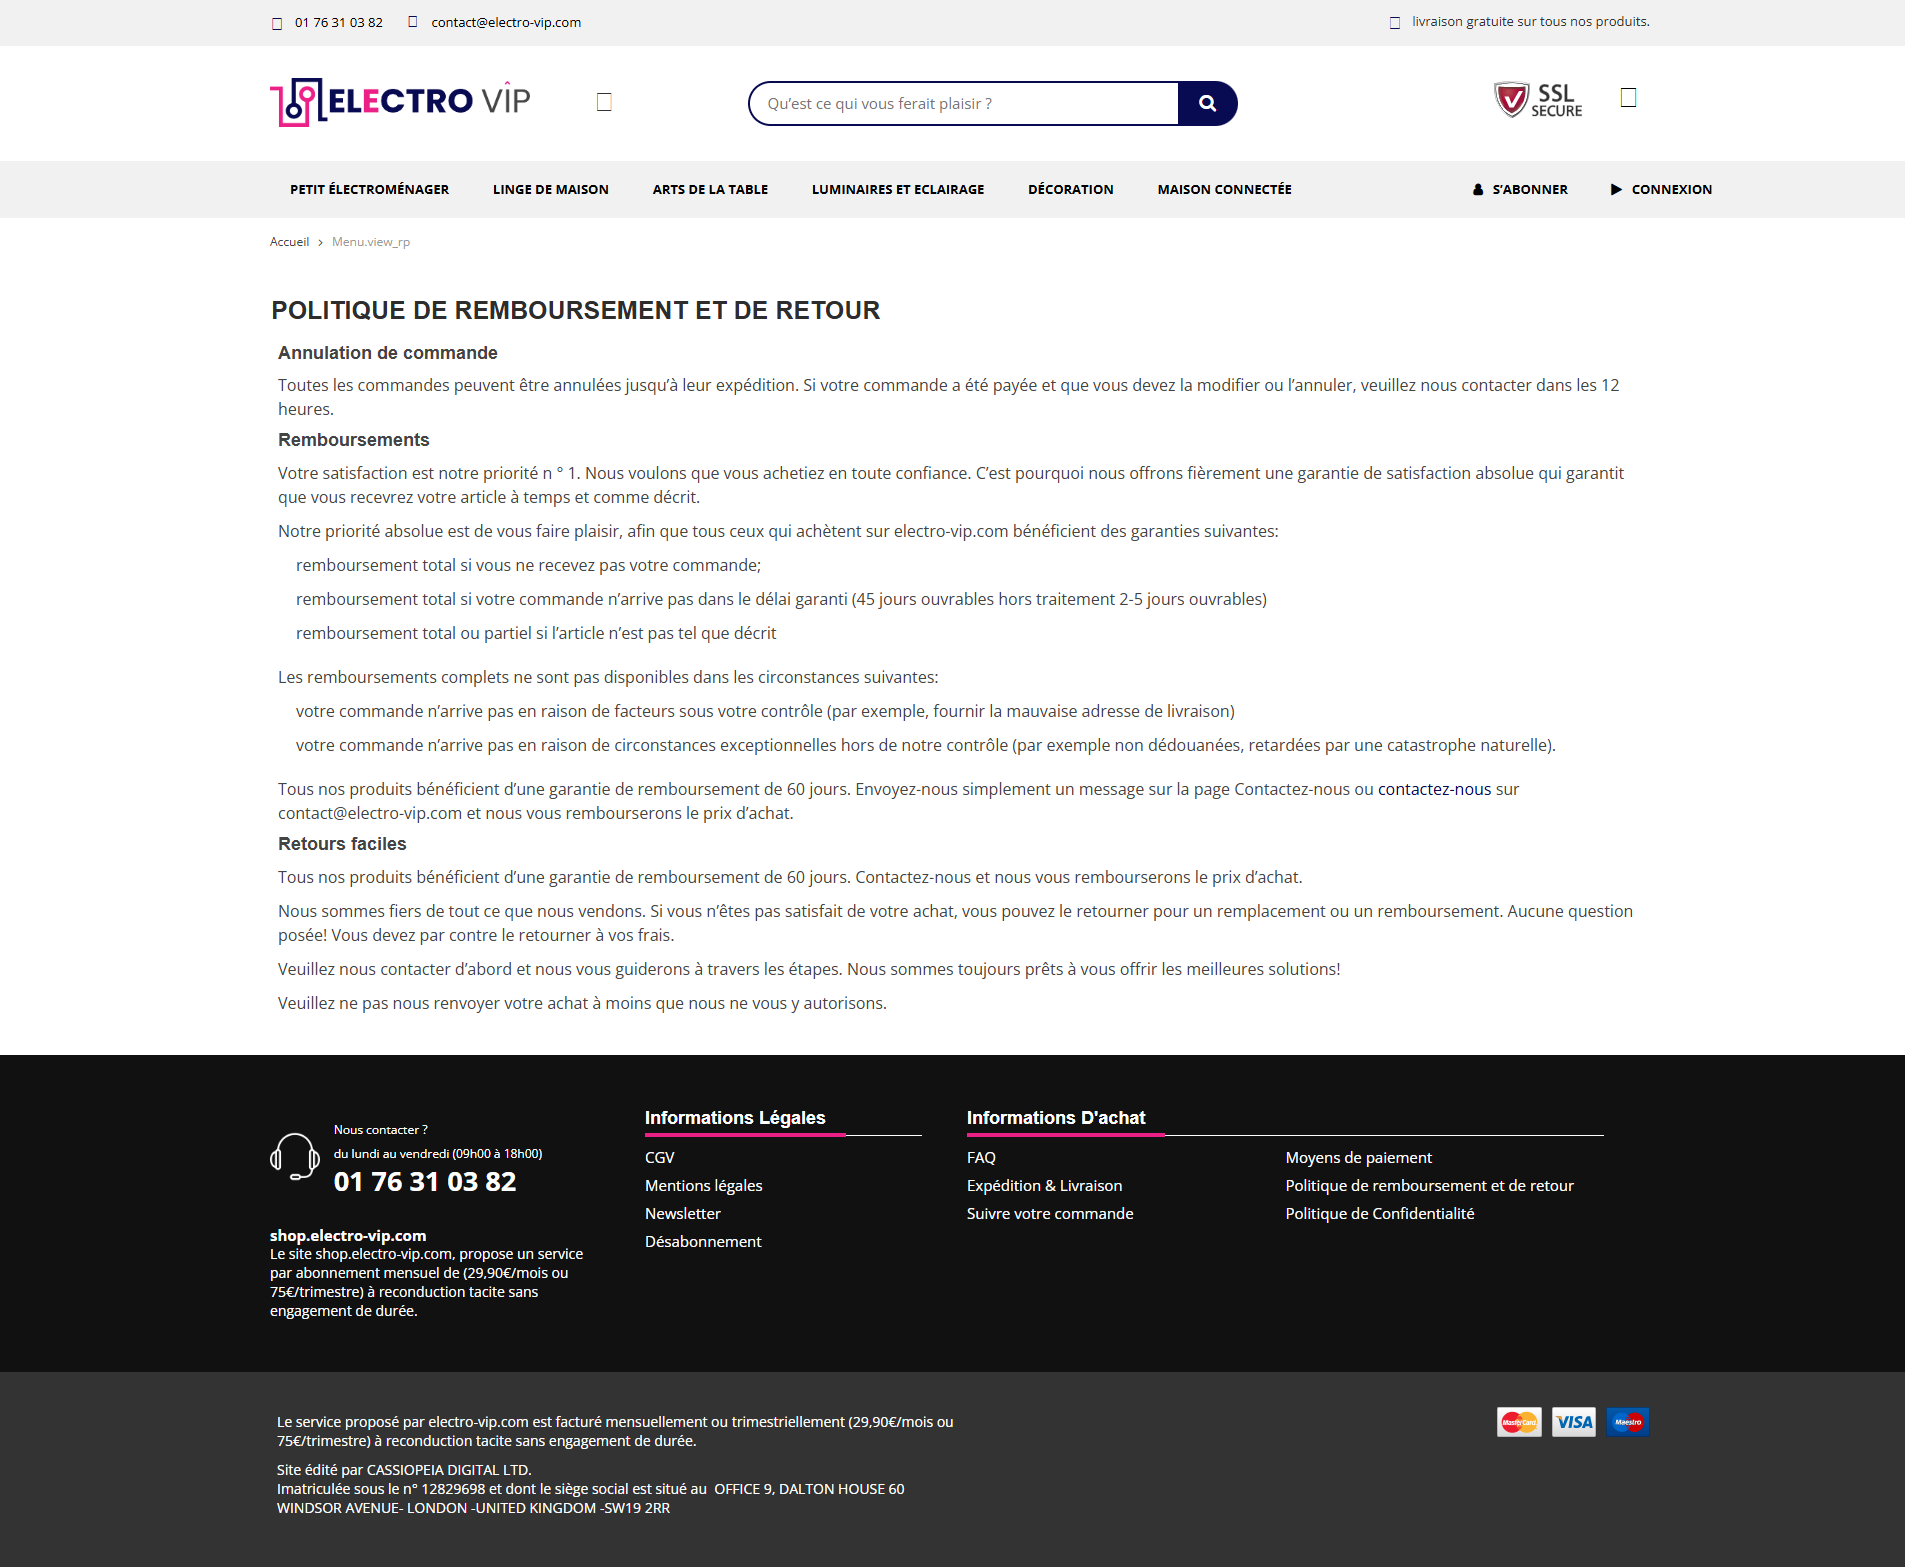 01 76 31 03 82 contact@electro-vip.com livraison gratuite sur tous nos produits.
ELECTRO VIP Qu’est ce qui vous ferait plaisir ? SSL SECURE
PETIT ÉLECTROMÉNAGER LINGE DE MAISON ARTS DE LA TABLE LUMINAIRES ET ECLAIRAGE DÉCORATION MAISON CONNECTÉE S’ABONNER CONNEXION
Accueil > Menu.view_rp
POLITIQUE DE REMBOURSEMENT ET DE RETOUR
Annulation de commande
Toutes les commandes peuvent être annulées jusqu’à leur expédition. Si votre commande a été payée et que vous devez la modifier ou l’annuler, veuillez nous contacter dans les 12
heures.
Remboursements
Votre satisfaction est notre priorité n ° 1. Nous voulons que vous achetiez en toute confiance. C’est pourquoi nous offrons fièrement une garantie de satisfaction absolue qui garantit
que vous recevrez votre article à temps et comme décrit.
Notre priorité absolue est de vous faire plaisir, afin que tous ceux qui achètent sur electro-vip.com bénéficient des garanties suivantes:
remboursement total si vous ne recevez pas votre commande;
remboursement total si votre commande n’arrive pas dans le délai garanti (45 jours ouvrables hors traitement 2-5 jours ouvrables)
remboursement total ou partiel si l’article n’est pas tel que décrit
Les remboursements complets ne sont pas disponibles dans les circonstances suivantes:
votre commande n’arrive pas en raison de facteurs sous votre contrôle (par exemple, fournir la mauvaise adresse de livraison)
votre commande n’arrive pas en raison de circonstances exceptionnelles hors de notre contrôle (par exemple non dédouanées, retardées par une catastrophe naturelle).
Tous nos produits bénéficient d’une garantie de remboursement de 60 jours. Envoyez-nous simplement un message sur la page Contactez-nous ou contactez-nous sur
contact@electro-vip.com et nous vous rembourserons le prix d’achat.
Retours faciles
Tous nos produits bénéficient d’une garantie de remboursement de 60 jours. Contactez-nous et nous vous rembourserons le prix d’achat.
Nous sommes fiers de tout ce que nous vendons. Si vous n’êtes pas satisfait de votre achat, vous pouvez le retourner pour un remplacement ou un remboursement. Aucune question
posée! Vous devez par contre le retourner à vos frais.
Veuillez nous contacter d’abord et nous vous guiderons à travers les étapes. Nous sommes toujours prêts à vous offrir les meilleures solutions!
Veuillez ne pas nous renvoyer votre achat à moins que nous ne vous y autorisons.
Nous contacter ?
du lundi au vendredi (09h00 à 18h00)
01 76 31 03 82
shop.electro-vip.com
Le site shop.electro-vip.com, propose un service
par abonnement mensuel de (29,90€/mois ou
75€/trimestre) à reconduction tacite sans
engagement de durée.
Informations Légales
CGV
Mentions légales
Newsletter
Désabonnement
Informations D'achat
FAQ
Expédition & Livraison
Suivre votre commande
Moyens de paiement
Politique de remboursement et de retour
Politique de Confidentialité
Le service proposé par electro-vip.com est facturé mensuellement ou trimestriellement (29,90€/mois ou
75€/trimestre) à reconduction tacite sans engagement de durée.
Site édité par CASSIOPEIA DIGITAL LTD.
Imatriculée sous le n° 12829698 et dont le siège social est situé au OFFICE 9, DALTON HOUSE 60
WINDSOR AVENUE- LONDON -UNITED KINGDOM -SW19 2RR
MasterCard VISA Maestro